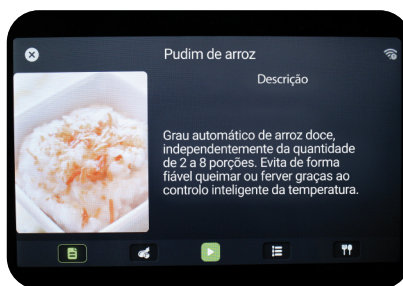 Pudim de arroz
Descrição
Grau automático de arroz doce,
independentemente da quantidade
de 2 a 8 porções. Evita de forma
fiável queimar ou ferver graças ao
controlo inteligente da temperatura.